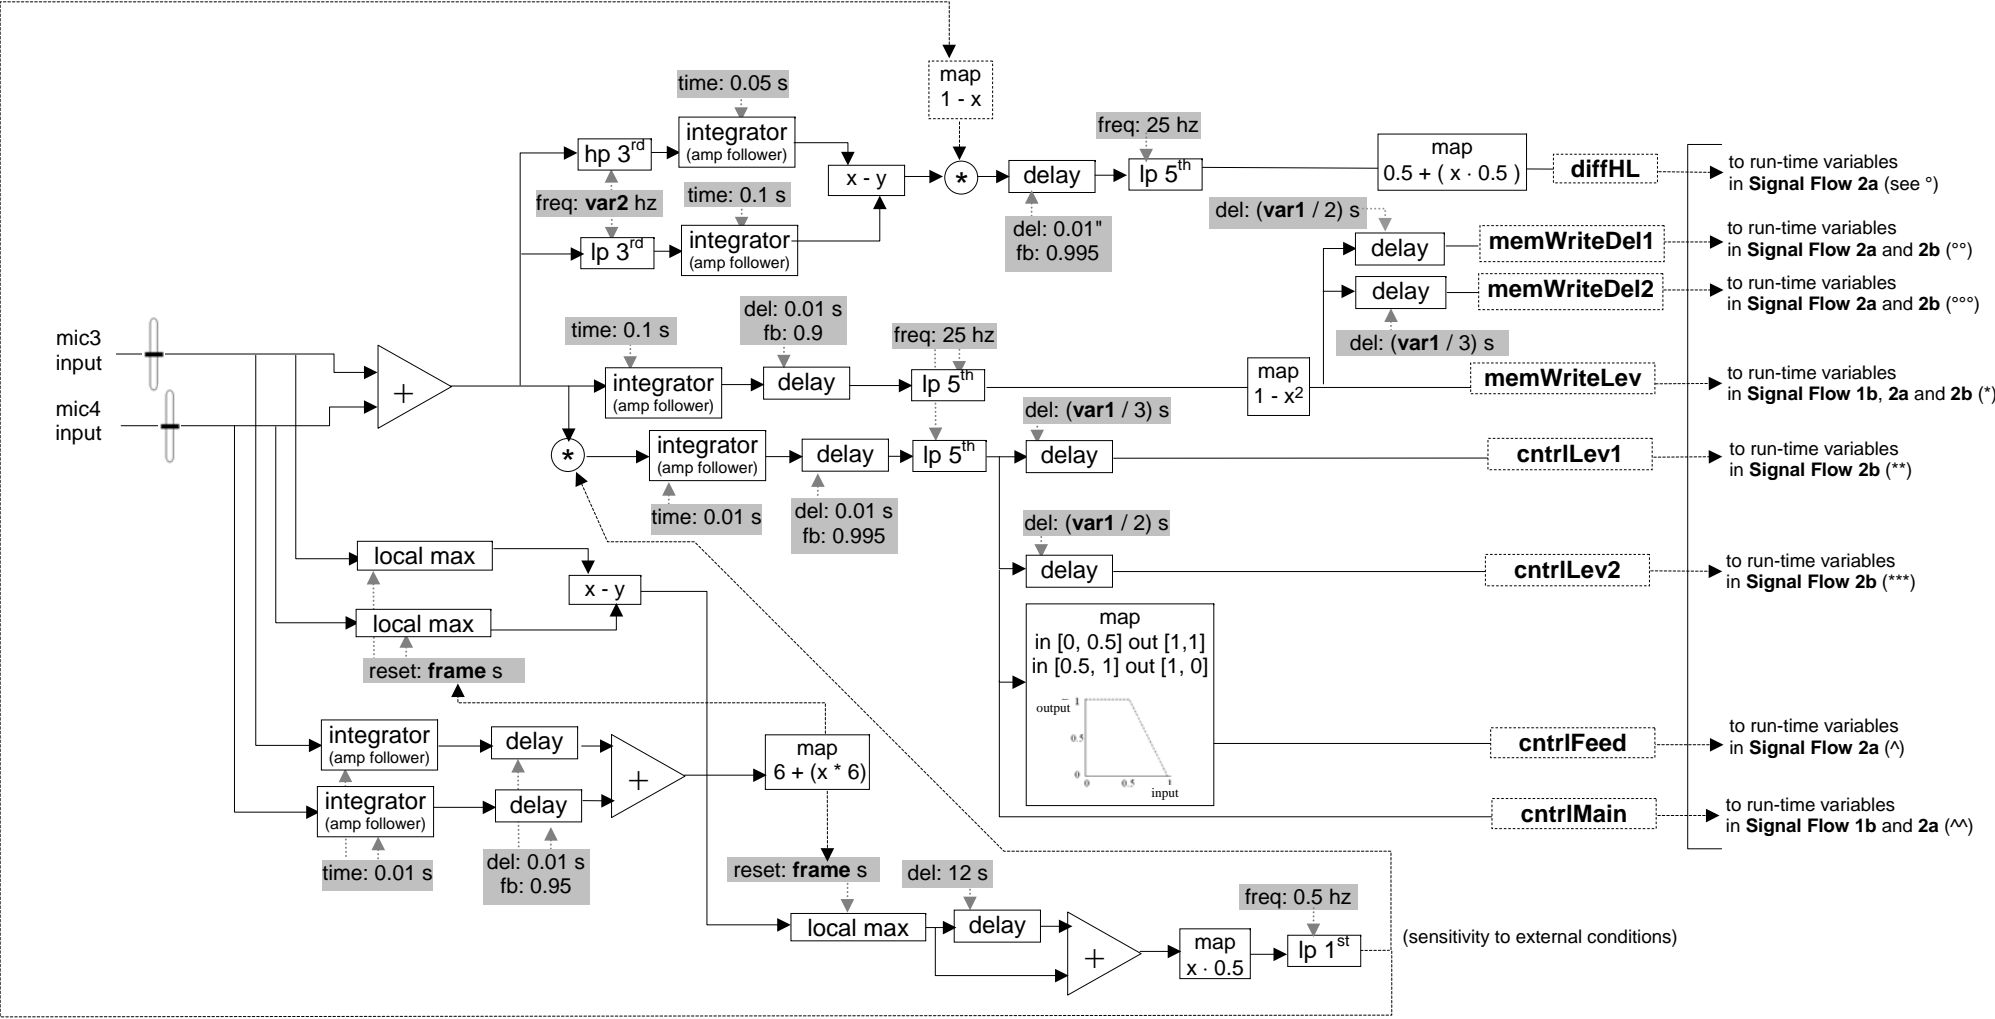 map
1 - x
time: 0.05 s
integrator
(amp follower)
hp 3rd
freq: var2 hz
time: 0.1 s
lp 3rd
integrator
(amp follower)
x - y
*
delay
del: 0.01"
fb: 0.995
freq: 25 hz
lp 5th
map
0.5 + ( x · 0.5 )
diffHL
to run-time variables
in Signal Flow 2a (see °)
del: (var1 / 2) s
delay
memWriteDel1
to run-time variables
in Signal Flow 2a and 2b (°°)
delay
memWriteDel2
to run-time variables
in Signal Flow 2a and 2b (°°°)
del: (var1 / 3) s
mic3
input
mic4
input
+
time: 0.1 s
integrator
(amp follower)
del: 0.01 s
fb: 0.9
delay
freq: 25 hz
lp 5th
map
1 - x2
memWriteLev
to run-time variables
in Signal Flow 1b, 2a and 2b (*)
*
integrator
(amp follower)
time: 0.01 s
delay
del: 0.01 s
fb: 0.995
lp 5th
del: (var1 / 3) s
delay
cntrlLev1
to run-time variables
in Signal Flow 2b (**)
del: (var1 / 2) s
delay
cntrlLev2
to run-time variables
in Signal Flow 2b (***)
local max
x - y
local max
reset: frame s
map
in [0, 0.5] out [1,1]
in [0.5, 1] out [1, 0]
output
1
0.5
0
0
0.5
1
input
cntrlFeed
to run-time variables
in Signal Flow 2a (^)
integrator
(amp follower)
delay
integrator
(amp follower)
delay
time: 0.01 s
del: 0.01 s
fb: 0.95
+
map
6 + (x * 6)
cntrlMain
to run-time variables
in Signal Flow 1b and 2a (^^)
reset: frame s
local max
del: 12 s
delay
+
map
x · 0.5
freq: 0.5 hz
lp 1st
(sensitivity to external conditions)